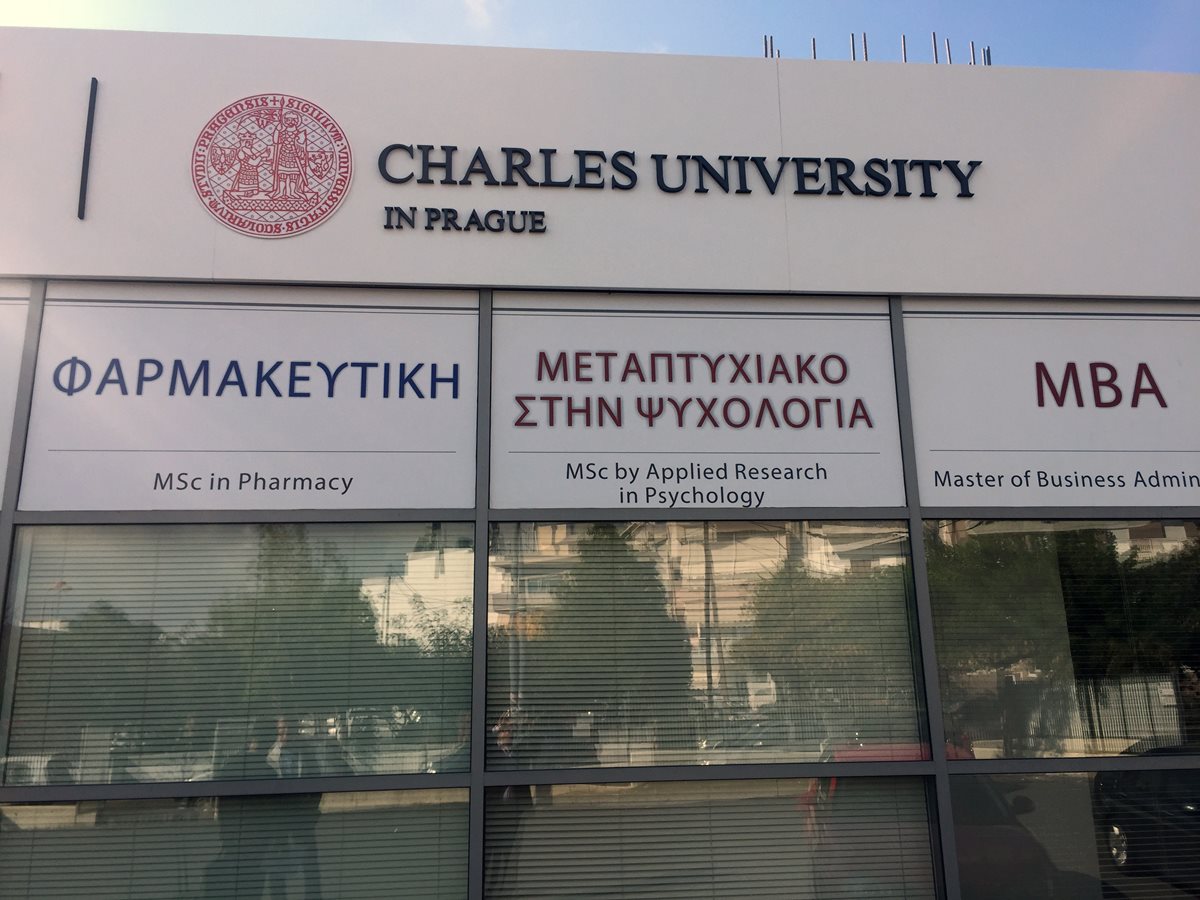 CHARLES UNIVERSITY
IN PRAGUE
ΦΑΡΜΑΚΕΥΤΙΚΗ
MSc in Pharmacy
ΜΕΤΑΠΤΥΧΙΑΚΟ
ΣΤΗΝ ΨΥΧΟΛΟΓΙΑ
MSc by Applied Research
in Psychology
MBA
Master of Business Admin